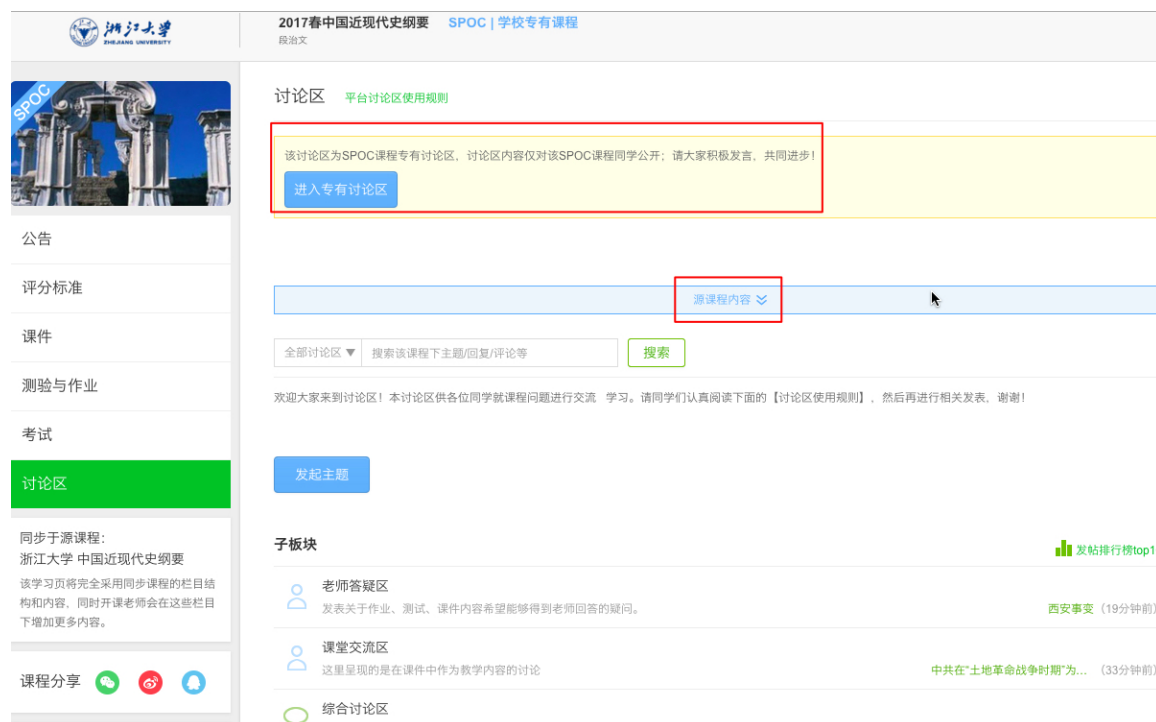 浙江大学
ZHEJIANG UNIVERSITY
2017春中国近现代史纲要 SPOC | 学校专有课程
段治文
SPOC
公告
评分标准
课件
测验与作业
考试
讨论区
同步于源课程：
浙江大学 中国近现代史纲要
该学习页将完全采用同步课程的栏目结
构和内容，同时开课老师会在这些栏目
下增加更多内容。
课程分享
讨论区 平台讨论区使用规则
该讨论区为SPOC课程专有讨论区，讨论区内容仅对该SPOC课程同学公开；请大家积极发言，共同进步！
进入专有讨论区
源课程内容
全部讨论区 搜索该课程下主题/回复/评论等 搜索
欢迎大家来到讨论区！本讨论区供各位同学就课程问题进行交流 学习。请同学们认真阅读下面的【讨论区使用规则】，然后再进行相关发表，谢谢！
发起主题
子板块 发帖排行榜top1
老师答疑区
发表关于作业、测试、课件内容希望能够得到老师回答的疑问。 西安事变（19分钟前）
课堂交流区
这里呈现的是在课件中作为教学内容的讨论 中共在“土地革命战争时期”为... （33分钟前）
综合讨论区